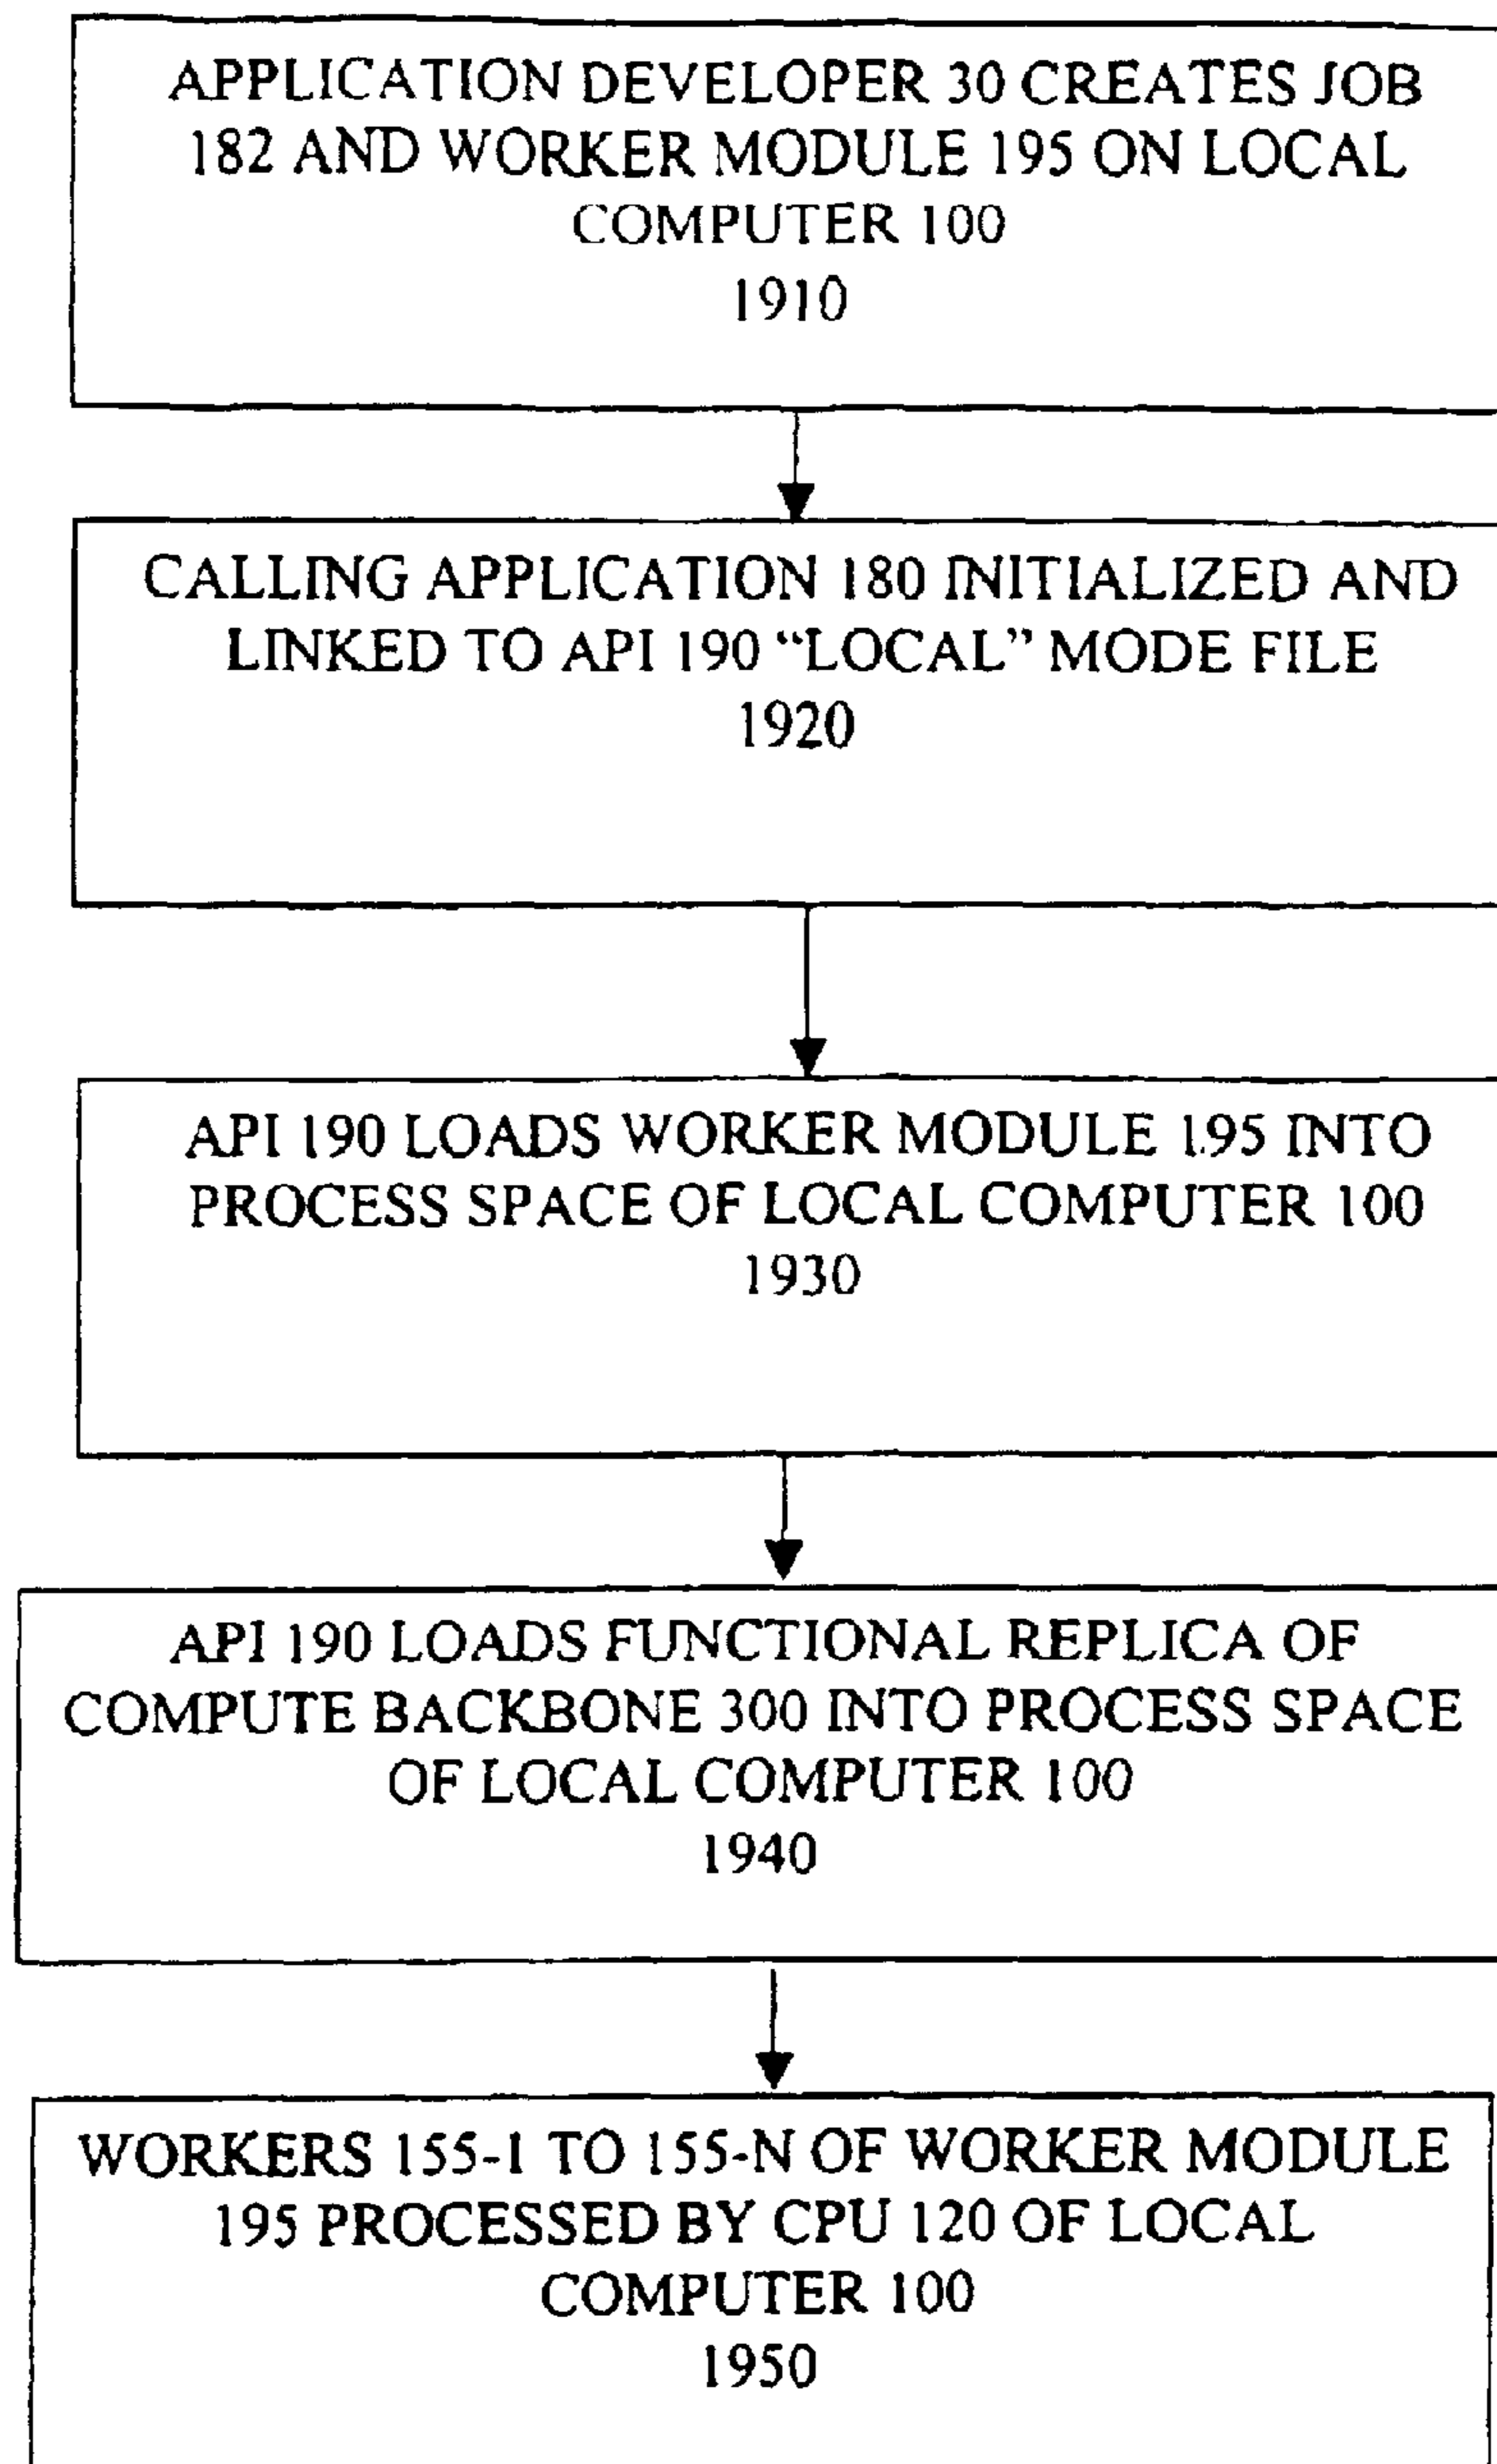 APPLICATION DEVELOPER 30 CREATES JOB
182 AND WORKER MODULE 195 ON LOCAL
COMPUTER 100
1910
CALLING APPLICATION 180 INITIALIZED AND
LINKED TO API 190 “LOCAL” MODE FILE
1920
API 190 LOADS WORKER MODULE 195 INTO
PROCESS SPACE OF LOCAL COMPUTER 100
1930
API 190 LOADS FUNCTIONAL REPLICA OF
COMPUTE BACKBONE 300 INTO PROCESS SPACE
OF LOCAL COMPUTER 100
1940
WORKERS 155-1 TO 155-N OF WORKER MODULE
195 PROCESSED BY CPU 120 OF LOCAL
COMPUTER 100
1950